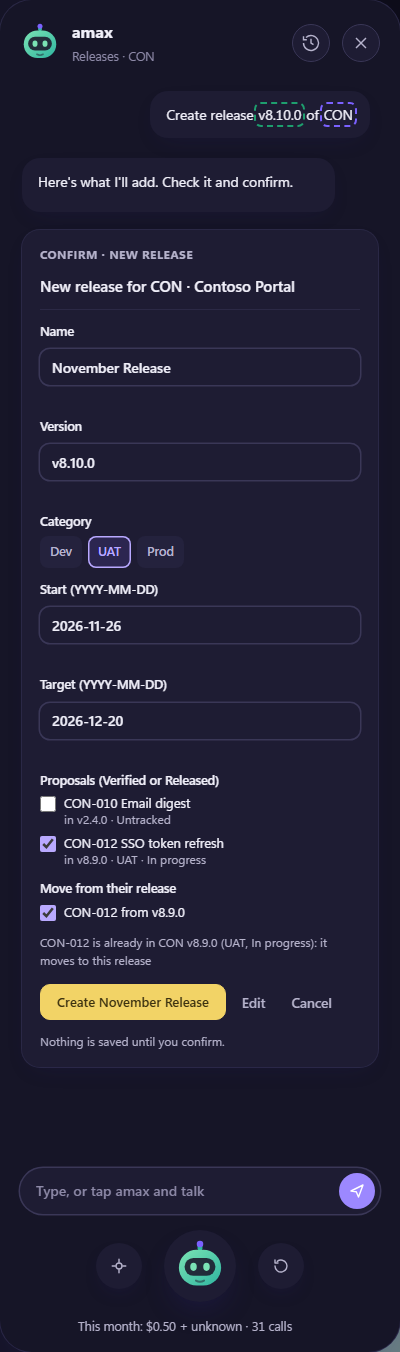 amax
Releases · CON
Create release v8.10.0 of CON
Here's what I'll add. Check it and confirm.
CONFIRM · NEW RELEASE
New release for CON · Contoso Portal
Name
November Release
Version
v8.10.0
Category
Dev UAT Prod
Start (YYYY-MM-DD)
2026-11-26
Target (YYYY-MM-DD)
2026-12-20
Proposals (Verified or Released)
CON-010 Email digest
in v2.4.0 · Untracked
CON-012 SSO token refresh
in v8.9.0 · UAT · In progress
Move from their release
CON-012 from v8.9.0
CON-012 is already in CON v8.9.0 (UAT, In progress): it
moves to this release
Create November Release Edit Cancel
Nothing is saved until you confirm.
Type, or tap amax and talk
This month: $0.50 + unknown · 31 calls